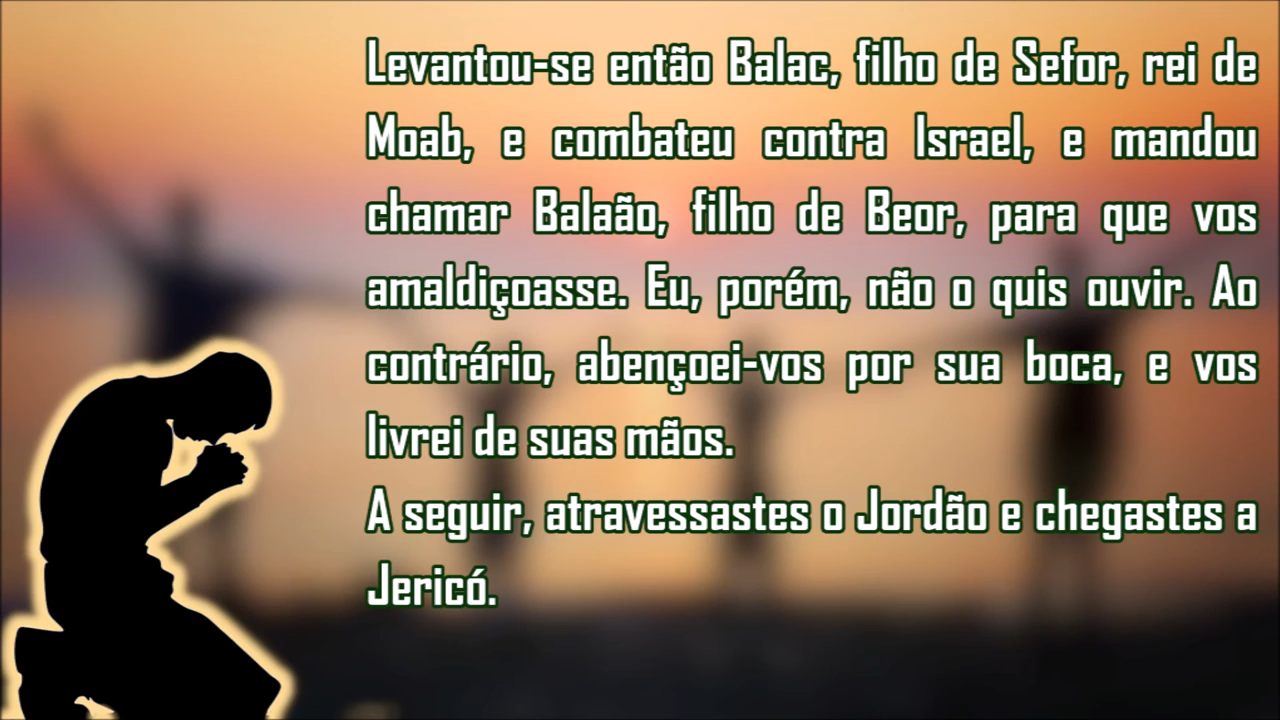 Levantou-se então Balac, filho de Sefor, rei de
Moab, e combateu contra Israel, e mandou
chamar Balaão, filho de Beor, para que vos
amaldiçoasse. Eu, porém, não o quis ouvir. Ao
contrário, abençoei-vos por sua boca, e vos
livrei de suas mãos.
A seguir, atravessastes o Jordão e chegastes a
Jericó.